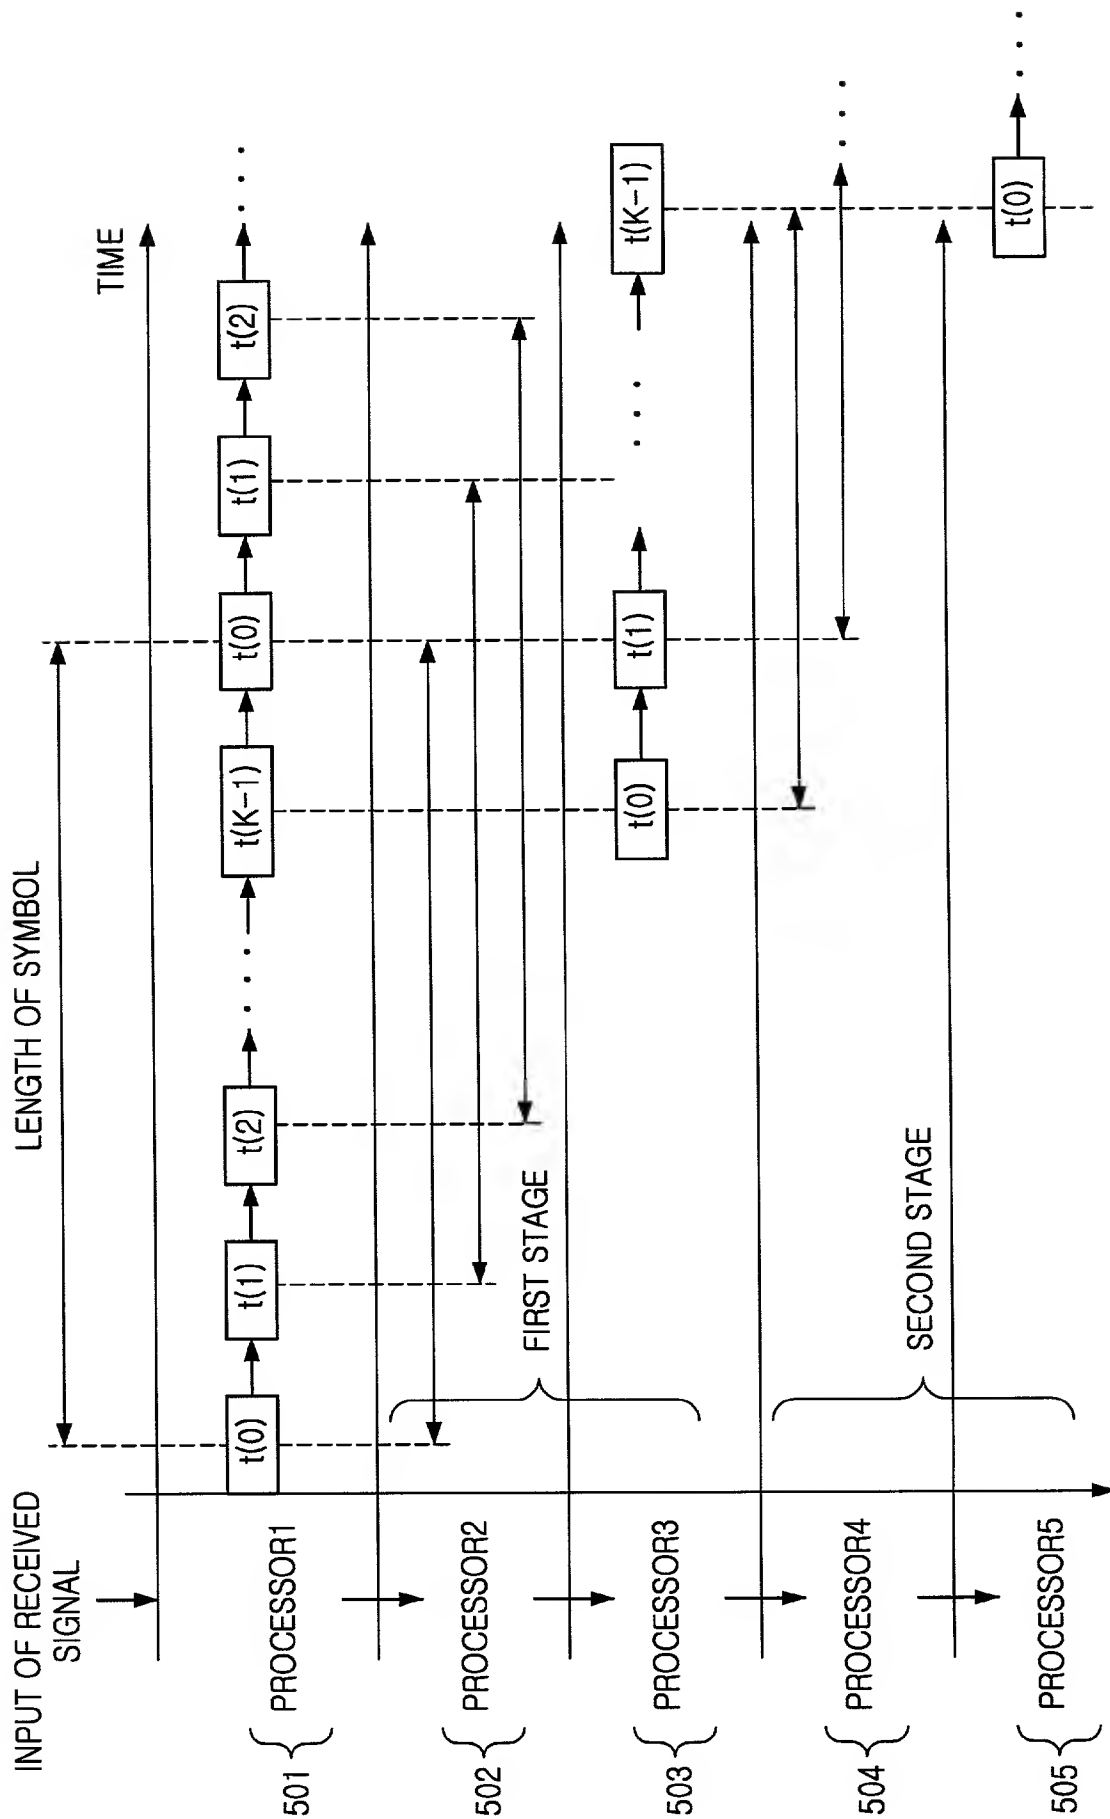 INPUT OF RECEIVED
SIGNAL
LENGTH OF SYMBOL
TIME
501
PROCESSOR1
t(0)
t(1)
t(2)
. . .
t(K-1)
t(0)
t(1)
t(2)
. . .
502
PROCESSOR2
FIRST STAGE
503
PROCESSOR3
t(0)
t(1)
. . .
t(K-1)
504
PROCESSOR4
. . .
SECOND STAGE
505
PROCESSOR5
t(0)
. . .